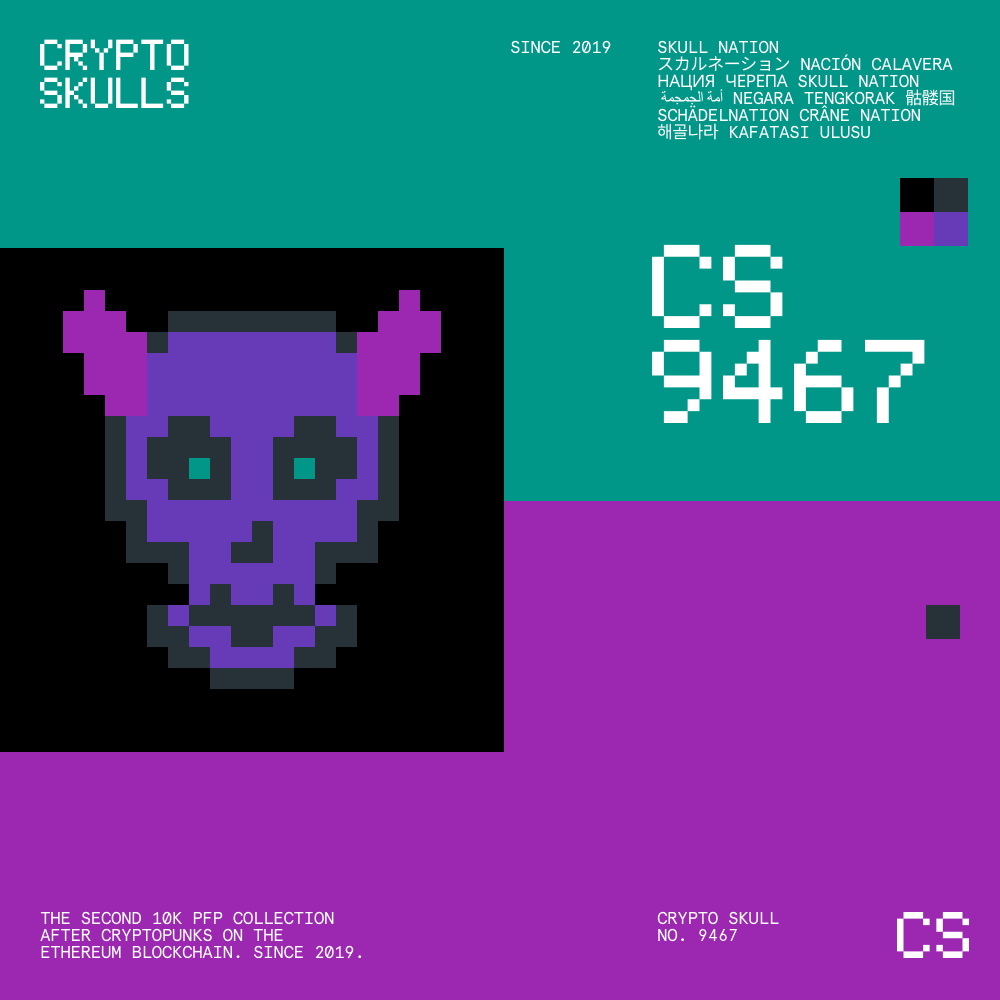 CRYPTO
SKULLS
SINCE 2019
SKULL NATION
スカルネーション NACIÓN CALAVERA
НАЦИЯ ЧЕРЕПА SKULL NATION
أمة الجمجمة NEGARA TENGKORAK 骷髅国
SCHÄDELNATION CRÂNE NATION
해골나라 KAFATASI ULUSU
CS
9467
THE SECOND 10K PFP COLLECTION
AFTER CRYPTOPUNKS ON THE
ETHEREUM BLOCKCHAIN. SINCE 2019.
CRYPTO SKULL
NO. 9467
CS